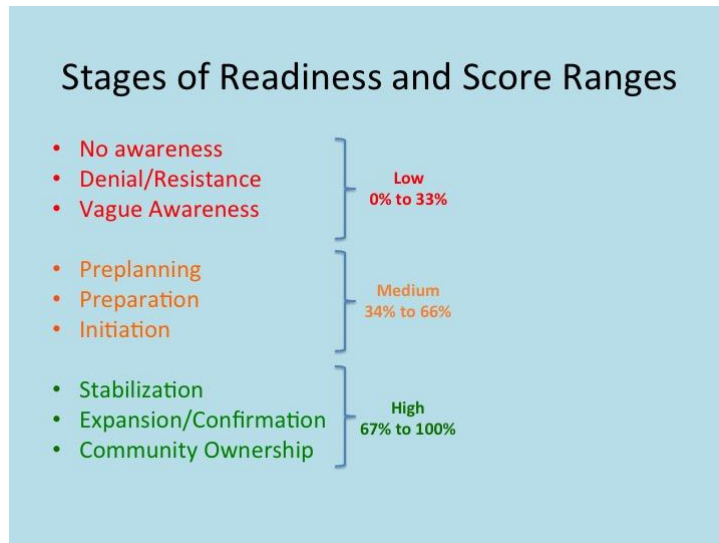 Stages of Readiness and Score Ranges
• No awareness
• Denial/Resistance
• Vague Awareness
Low
0% to 33%
• Preplanning
• Preparation
• Initiation
Medium
34% to 66%
• Stabilization
• Expansion/Confirmation
• Community Ownership
High
67% to 100%